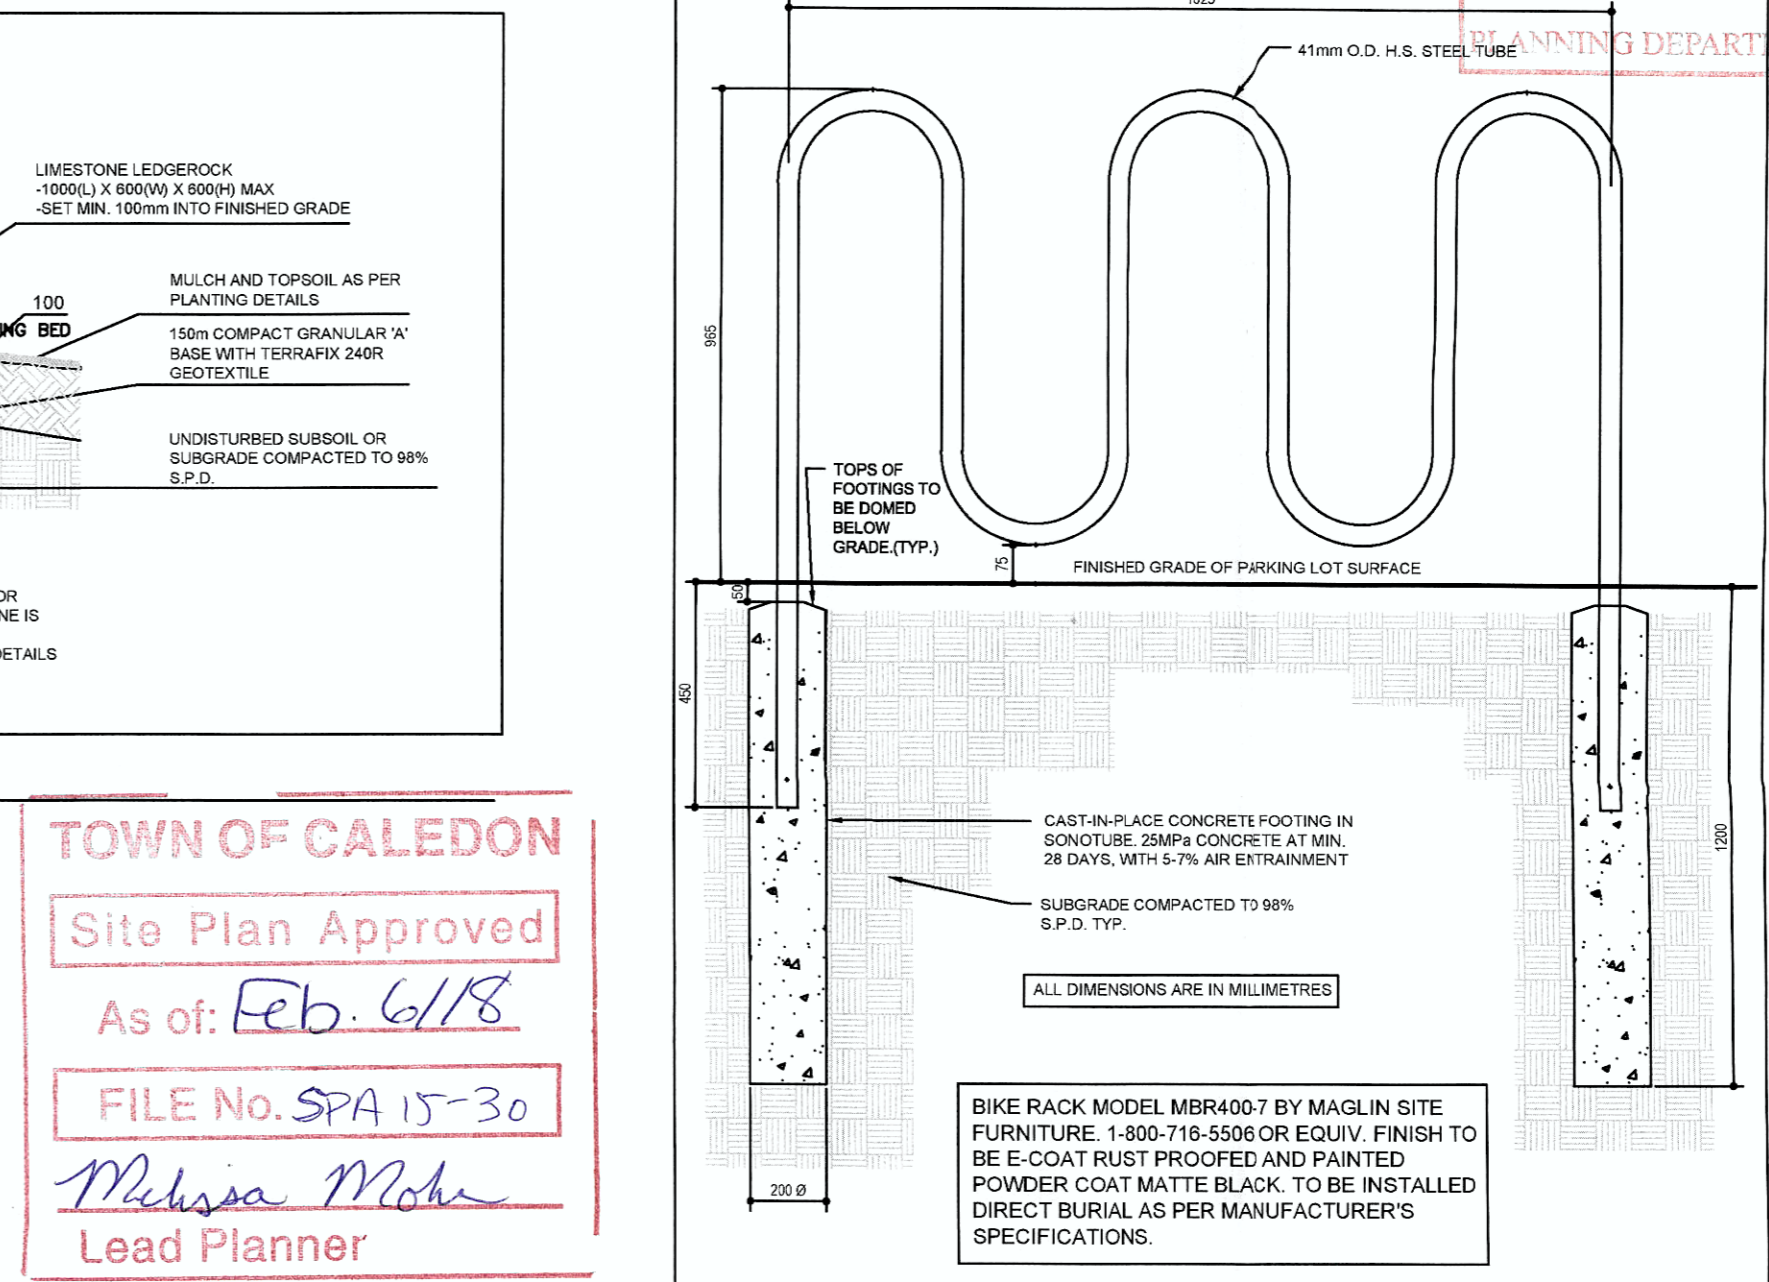 LIMESTONE LEDGEROCK
-1000(L) X 600(W) X 600(H) MAX
-SET MIN. 100mm INTO FINISHED GRADE
100
BED
MULCH AND TOPSOIL AS PER
PLANTING DETAILS
150m COMPACT GRANULAR 'A'
BASE WITH TERRAFIX 240R
GEOTEXTILE
UNDISTURBED SUBSOIL OR
SUBGRADE COMPACTED TO 98%
S.P.D.
IS
DETAILS
TOWN OF CALEDON
Site Plan Approved
As of: Feb. 6/18
FILE No. SPA 15-30
Melissa
Lead Planner
PLANNING
41mm O.D. H.S. STEEL TUBE
965
TOPS OF
FOOTINGS TO
BE DOMED
BELOW
GRADE.(TYP.)
75
FINISHED GRADE OF PARKING LOT SURFACE
50
450
1200
CAST-IN-PLACE CONCRETE FOOTING IN
SONOTUBE. 25MPa CONCRETE AT MIN.
28 DAYS, WITH 5-7% AIR ENTRAINMENT
SUBGRADE COMPACTED TO 98%
S.P.D. TYP.
ALL DIMENSIONS ARE IN MILLIMETRES
200 Ø
BIKE RACK MODEL MBR400-7 BY MAGLIN SITE
FURNITURE. 1-800-716-5506 OR EQUIV. FINISH TO
BE E-COAT RUST PROOFED AND PAINTED
POWDER COAT MATTE BLACK. TO BE INSTALLED
DIRECT BURIAL AS PER MANUFACTURER'S
SPECIFICATIONS.